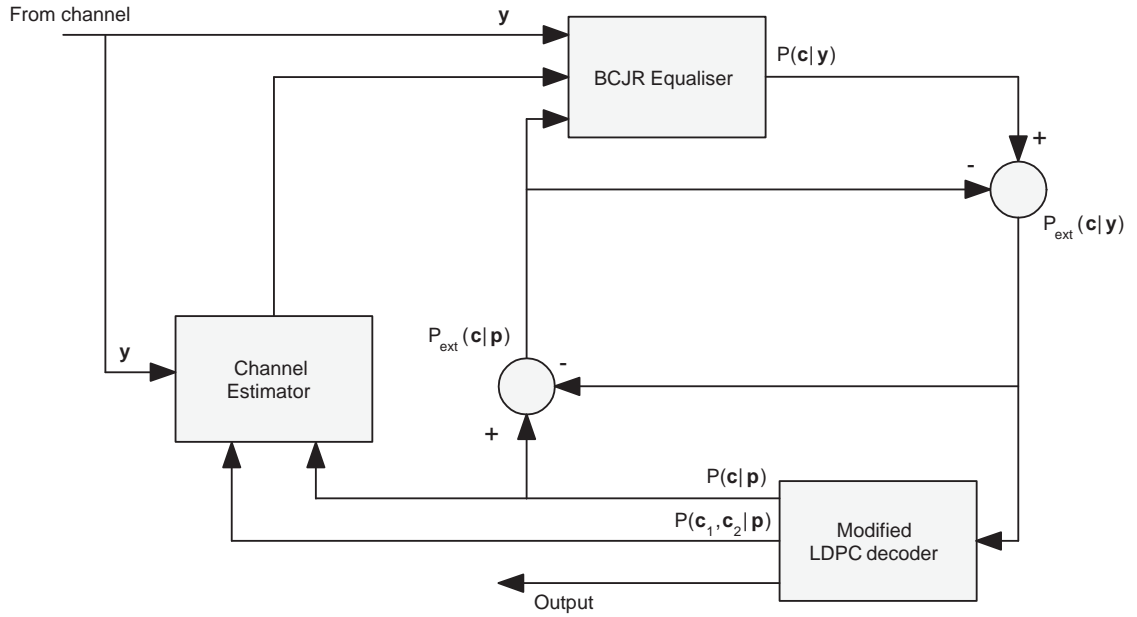 From channel
y
BCJR Equaliser
P(c|y)
+
-
P_ext (c|y)
P_ext (c|p)
y
Channel
Estimator
-
+
P(c|p)
P(c_1,c_2|p)
Modified
LDPC decoder
Output